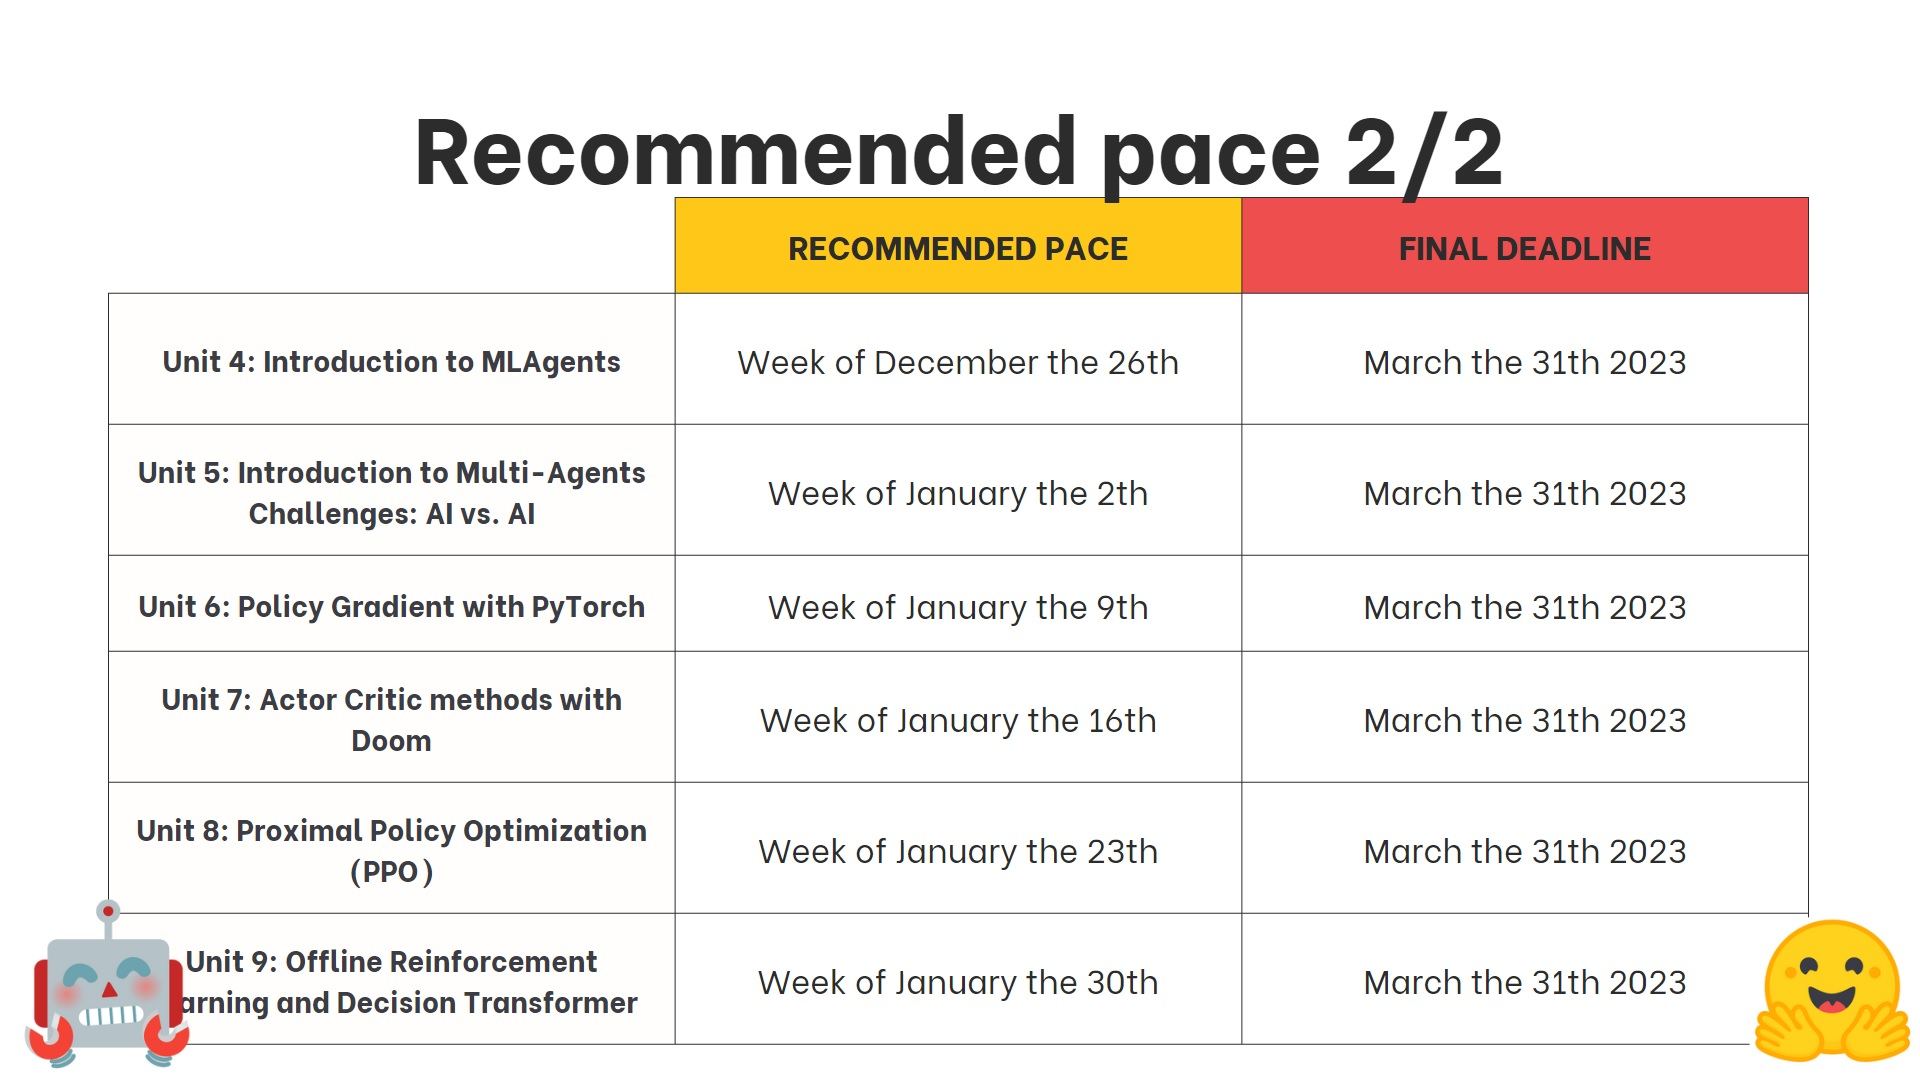 Recommended pace 2/2
RECOMMENDED PACE
FINAL DEADLINE
Unit 4: Introduction to MLAgents
Week of December the 26th
March the 31th 2023
Unit 5: Introduction to Multi-Agents
Challenges: AI vs. AI
Week of January the 2th
March the 31th 2023
Unit 6: Policy Gradient with PyTorch
Week of January the 9th
March the 31th 2023
Unit 7: Actor Critic methods with
Doom
Week of January the 16th
March the 31th 2023
Unit 8: Proximal Policy Optimization
(PPO)
Week of January the 23th
March the 31th 2023
Unit 9: Offline Reinforcement
arning and Decision Transformer
Week of January the 30th
March the 31th 2023